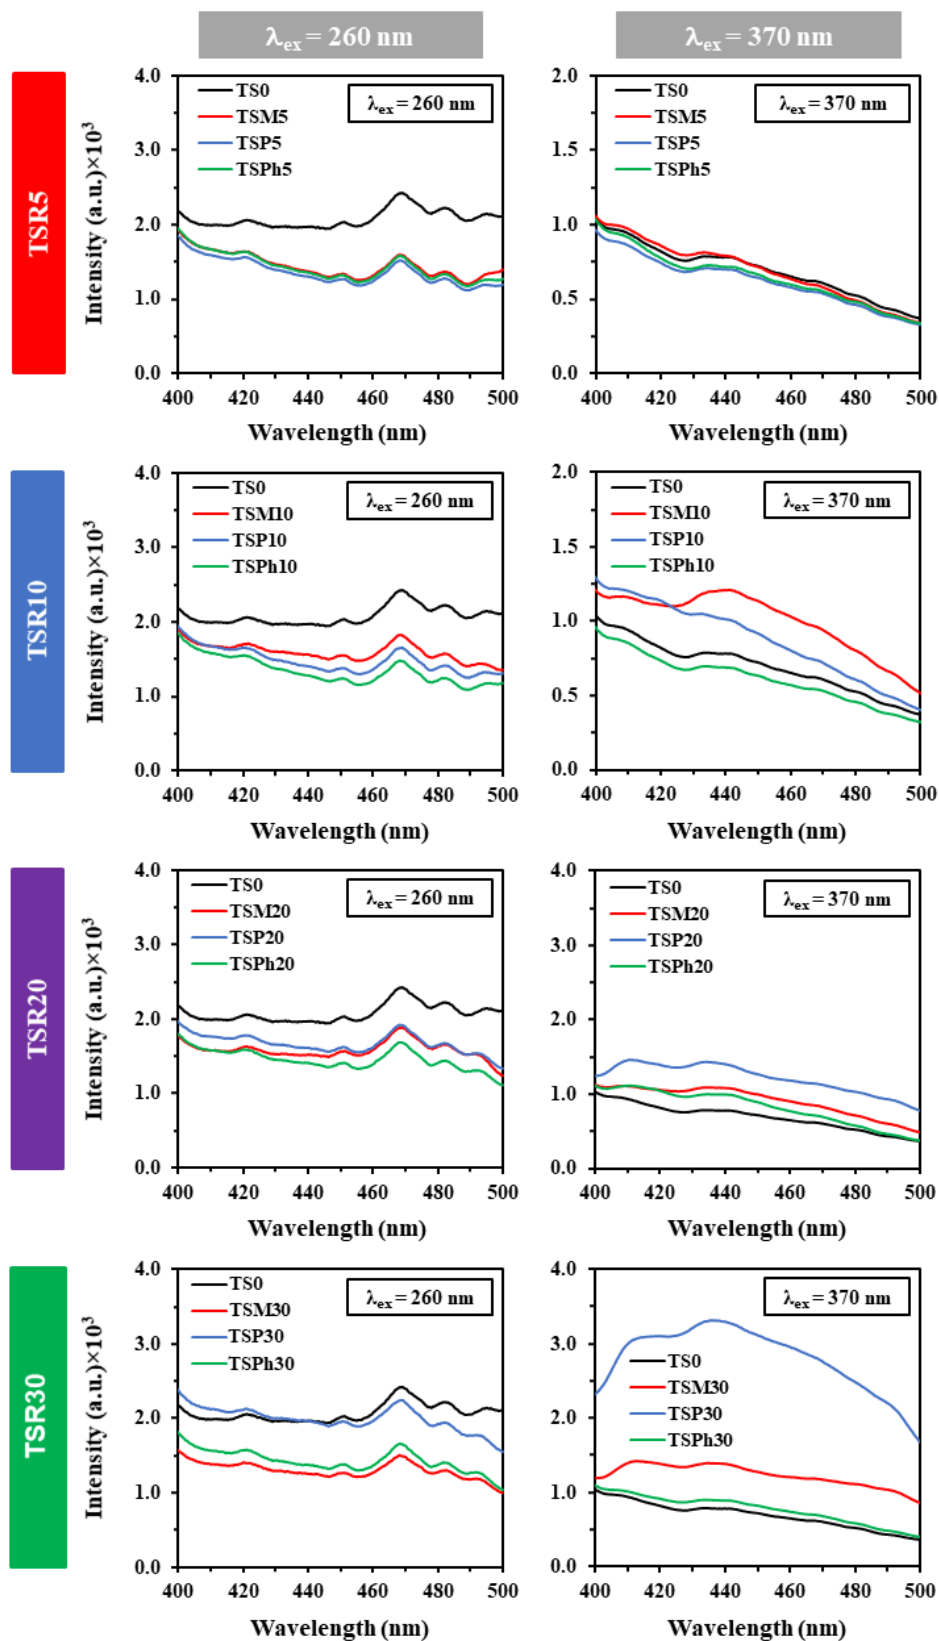 λex = 260 nm
λex = 370 nm
TSR5
Intensity (a.u.)×10³
4.0
3.0
2.0
1.0
0.0
TS0
TSM5
TSP5
TSPh5
λex = 260 nm
400
420
440
460
480
500
Wavelength (nm)
2.0
1.5
1.0
0.5
0.0
TS0
TSM5
TSP5
TSPh5
λex = 370 nm
400
420
440
460
480
500
Wavelength (nm)
TSR10
Intensity (a.u.)×10³
4.0
3.0
2.0
1.0
0.0
TS0
TSM10
TSP10
TSPh10
λex = 260 nm
400
420
440
460
480
500
Wavelength (nm)
2.0
1.5
1.0
0.5
0.0
TS0
TSM10
TSP10
TSPh10
λex = 370 nm
400
420
440
460
480
500
Wavelength (nm)
TSR20
Intensity (a.u.)×10³
4.0
3.0
2.0
1.0
0.0
TS0
TSM20
TSP20
TSPh20
λex = 260 nm
400
420
440
460
480
500
Wavelength (nm)
4.0
3.0
2.0
1.0
0.0
TS0
TSM20
TSP20
TSPh20
λex = 370 nm
400
420
440
460
480
500
Wavelength (nm)
TSR30
Intensity (a.u.)×10³
4.0
3.0
2.0
1.0
0.0
TS0
TSM30
TSP30
TSPh30
λex = 260 nm
400
420
440
460
480
500
Wavelength (nm)
4.0
3.0
2.0
1.0
0.0
λex = 370 nm
TS0
TSM30
TSP30
TSPh30
400
420
440
460
480
500
Wavelength (nm)